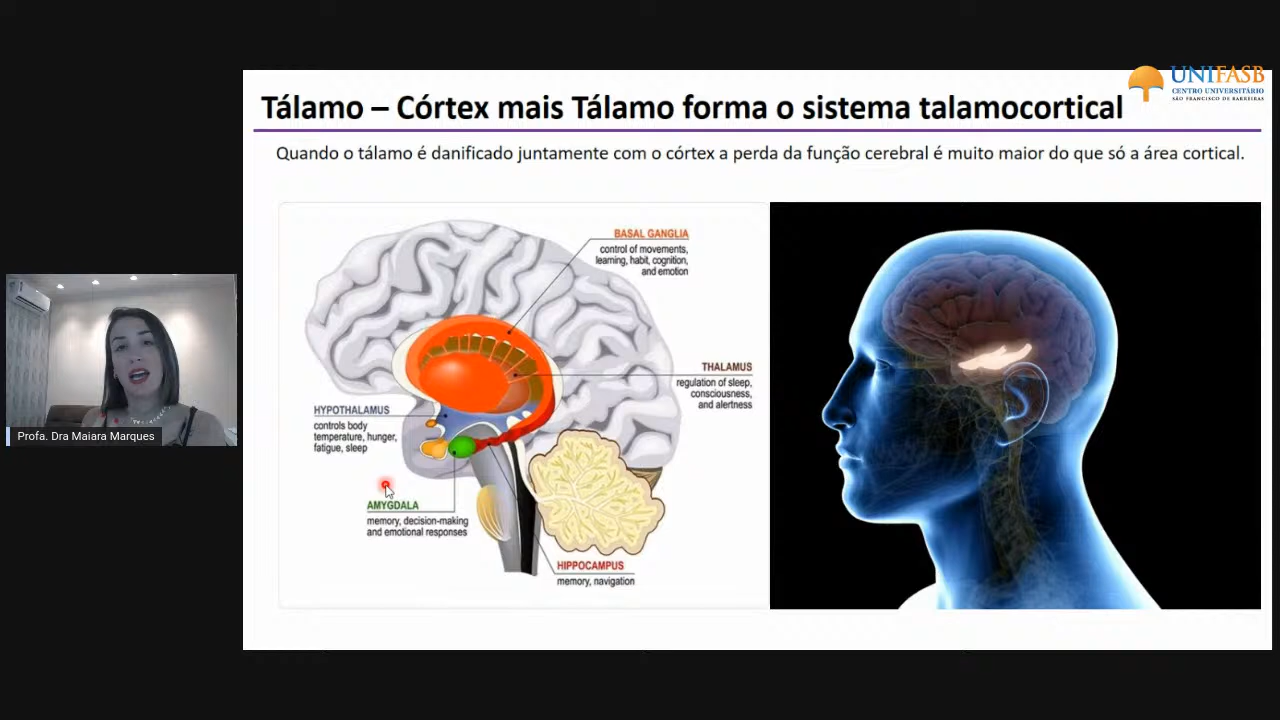 UNIFASB
CENTRO UNIVERSITÁRIO
SÃO FRANCISCO DE BARREIRAS
Tálamo – Córtex mais Tálamo forma o sistema talamocortical
Quando o tálamo é danificado juntamente com o córtex a perda da função cerebral é muito maior do que só a área cortical.
BASAL GANGLIA
control of movements,
learning, habit, cognition,
and emotion
THALAMUS
regulation of sleep,
consciousness,
and alertness
HYPOTHALAMUS
controls body
temperature, hunger,
fatigue, sleep
AMYGDALA
memory, decision-making
and emotional responses
HIPPOCAMPUS
memory, navigation
Profa. Dra Maiara Marques